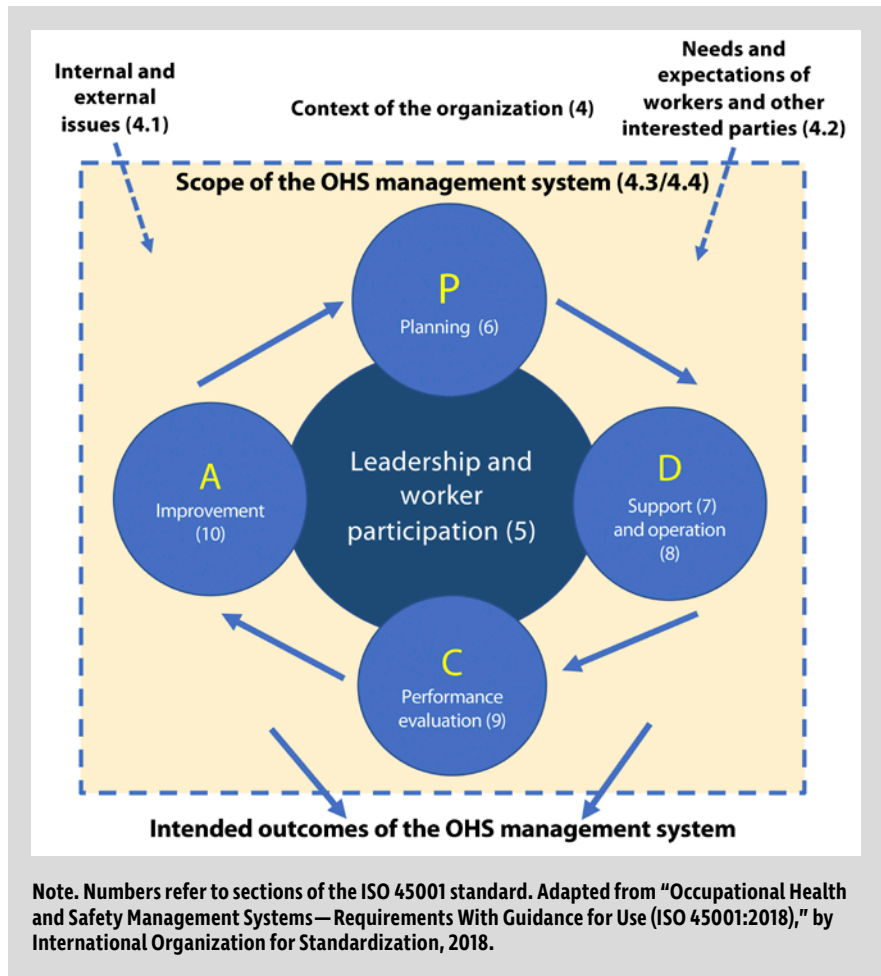 Internal and
external
issues (4.1)
Context of the organization (4)
Needs and
expectations of
workers and other
interested parties (4.2)
Scope of the OHS management system (4.3/4.4)
P
Planning (6)
A
Improvement
(10)
Leadership and
worker
participation (5)
D
Support (7)
and operation
(8)
C
Performance
evaluation (9)
Intended outcomes of the OHS management system
Note. Numbers refer to sections of the ISO 45001 standard. Adapted from “Occupational Health
and Safety Management Systems—Requirements With Guidance for Use (ISO 45001:2018),” by
International Organization for Standardization, 2018.